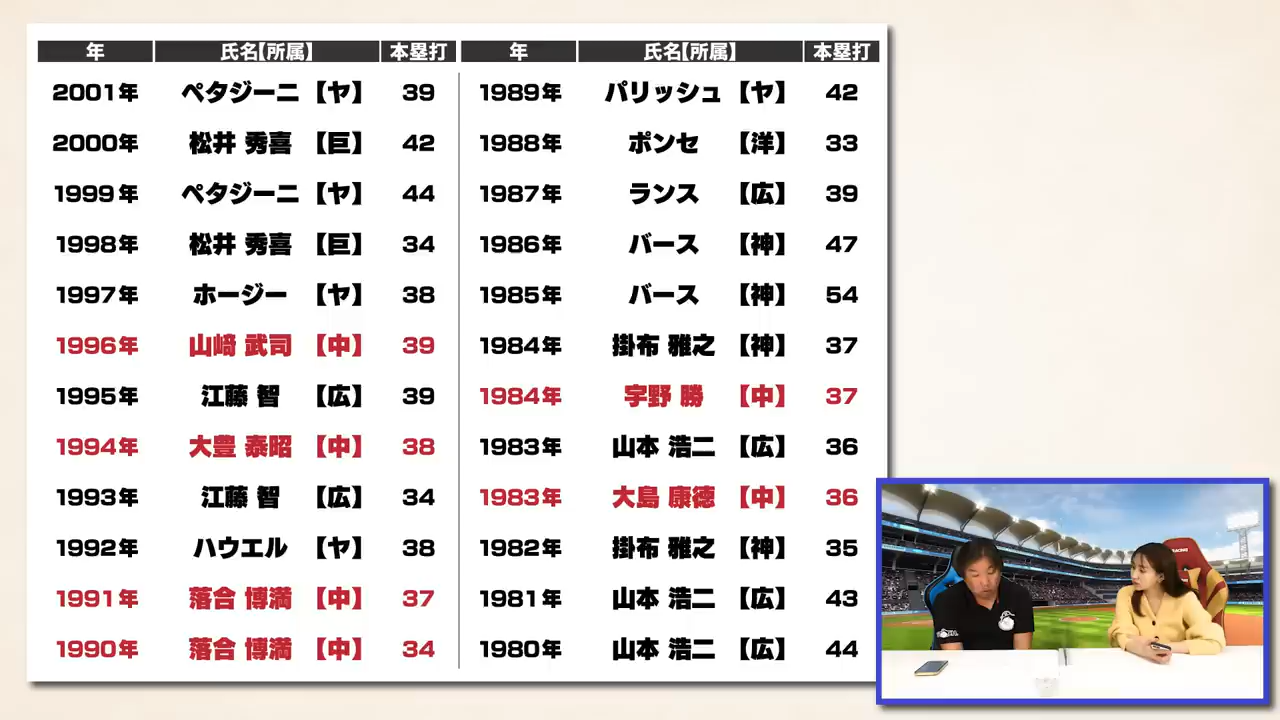 年 氏名【所属】 本塁打
2001年 ペタジーニ【ヤ】 39
2000年 松井 秀喜【巨】 42
1999年 ペタジーニ【ヤ】 44
1998年 松井 秀喜【巨】 34
1997年 ホージー【ヤ】 38
1996年 山﨑 武司【中】 39
1995年 江藤 智【広】 39
1994年 大豊 泰昭【中】 38
1993年 江藤 智【広】 34
1992年 ハウエル【ヤ】 38
1991年 落合 博満【中】 37
1990年 落合 博満【中】 34
年 氏名【所属】 本塁打
1989年 パリッシュ【ヤ】 42
1988年 ポンセ【洋】 33
1987年 ランス【広】 39
1986年 バース【神】 47
1985年 バース【神】 54
1984年 掛布 雅之【神】 37
1984年 宇野 勝【中】 37
1983年 山本 浩二【広】 36
1983年 大島 康徳【中】 36
1982年 掛布 雅之【神】 35
1981年 山本 浩二【広】 43
1980年 山本 浩二【広】 44